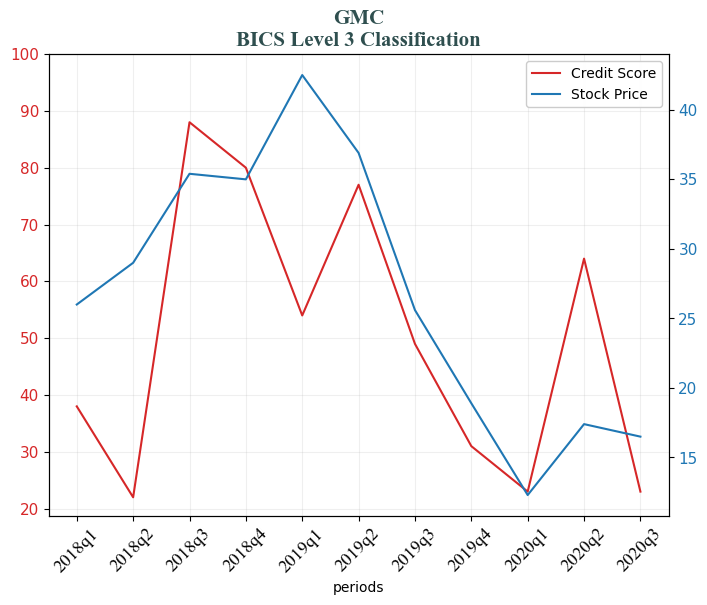 GMC
BICS Level 3 Classification
Credit Score
Stock Price
100
90
80
70
60
50
40
30
20
40
35
30
25
20
15
2018q1
2018q2
2018q3
2018q4
2019q1
2019q2
2019q3
2019q4
2020q1
2020q2
2020q3
periods